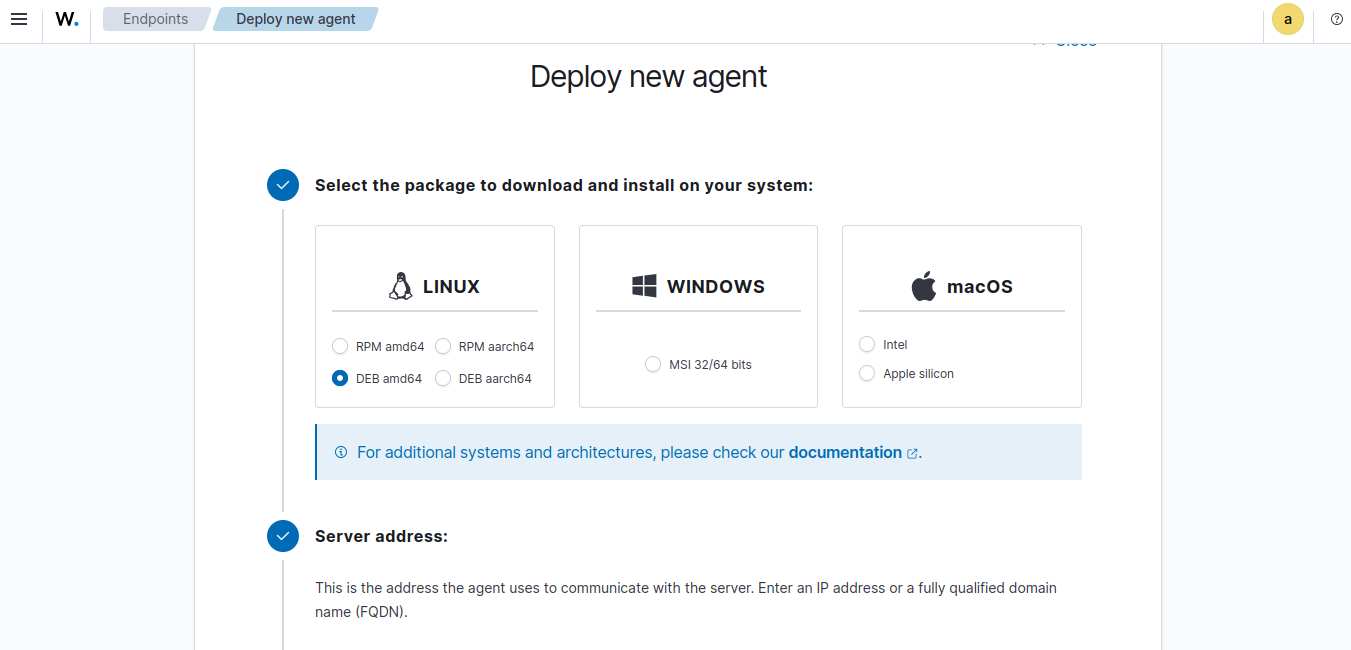 W.
Endpoints
Deploy new agent
a
Close
Deploy new agent
Select the package to download and install on your system:
LINUX
RPM amd64
RPM aarch64
DEB amd64
DEB aarch64
WINDOWS
MSI 32/64 bits
macOS
Intel
Apple silicon
For additional systems and architectures, please check our documentation.
Server address:
This is the address the agent uses to communicate with the server. Enter an IP address or a fully qualified domain
name (FQDN).